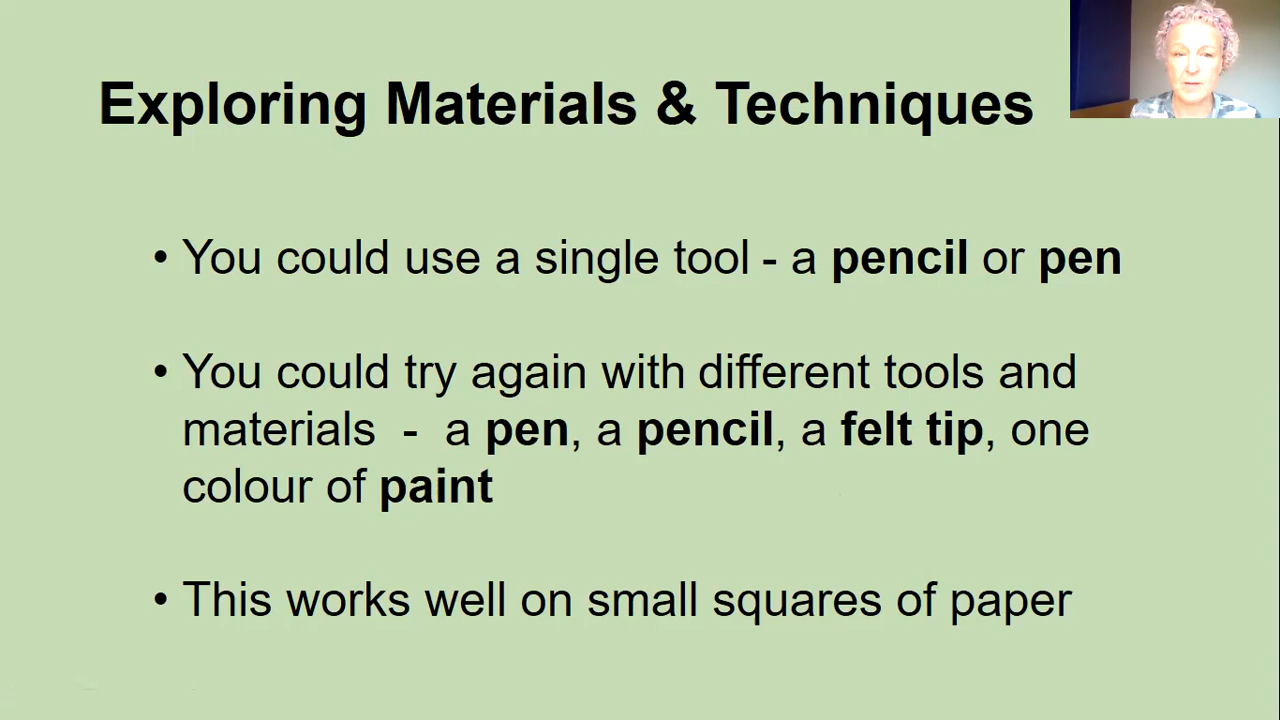 Exploring Materials & Techniques
• You could use a single tool - a pencil or pen
• You could try again with different tools and
materials - a pen, a pencil, a felt tip, one
colour of paint
• This works well on small squares of paper